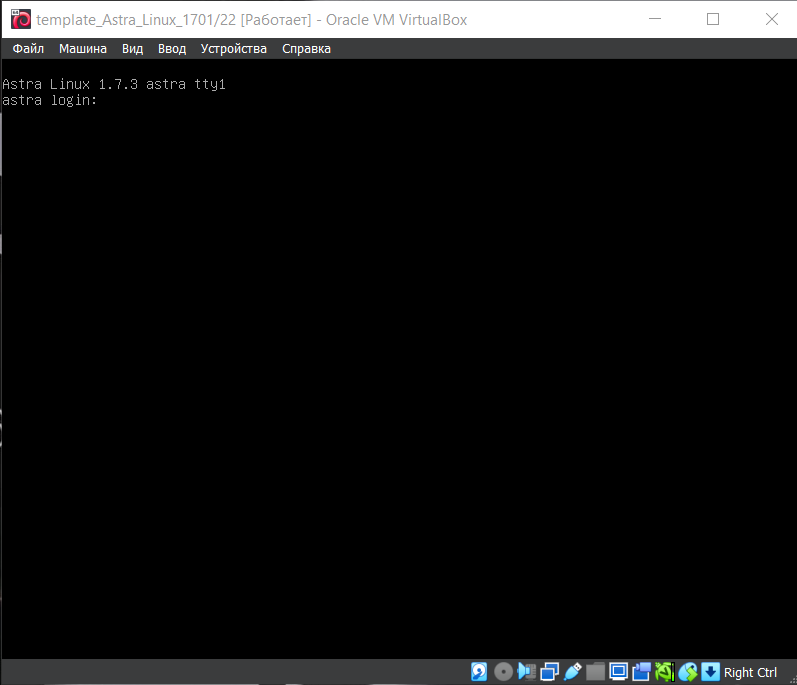 template_Astra_Linux_1701/22 [Работает] - Oracle VM VirtualBox
Файл Машина Вид Ввод Устройства Справка
Astra Linux 1.7.3 astra tty1
astra login:
Right Ctrl